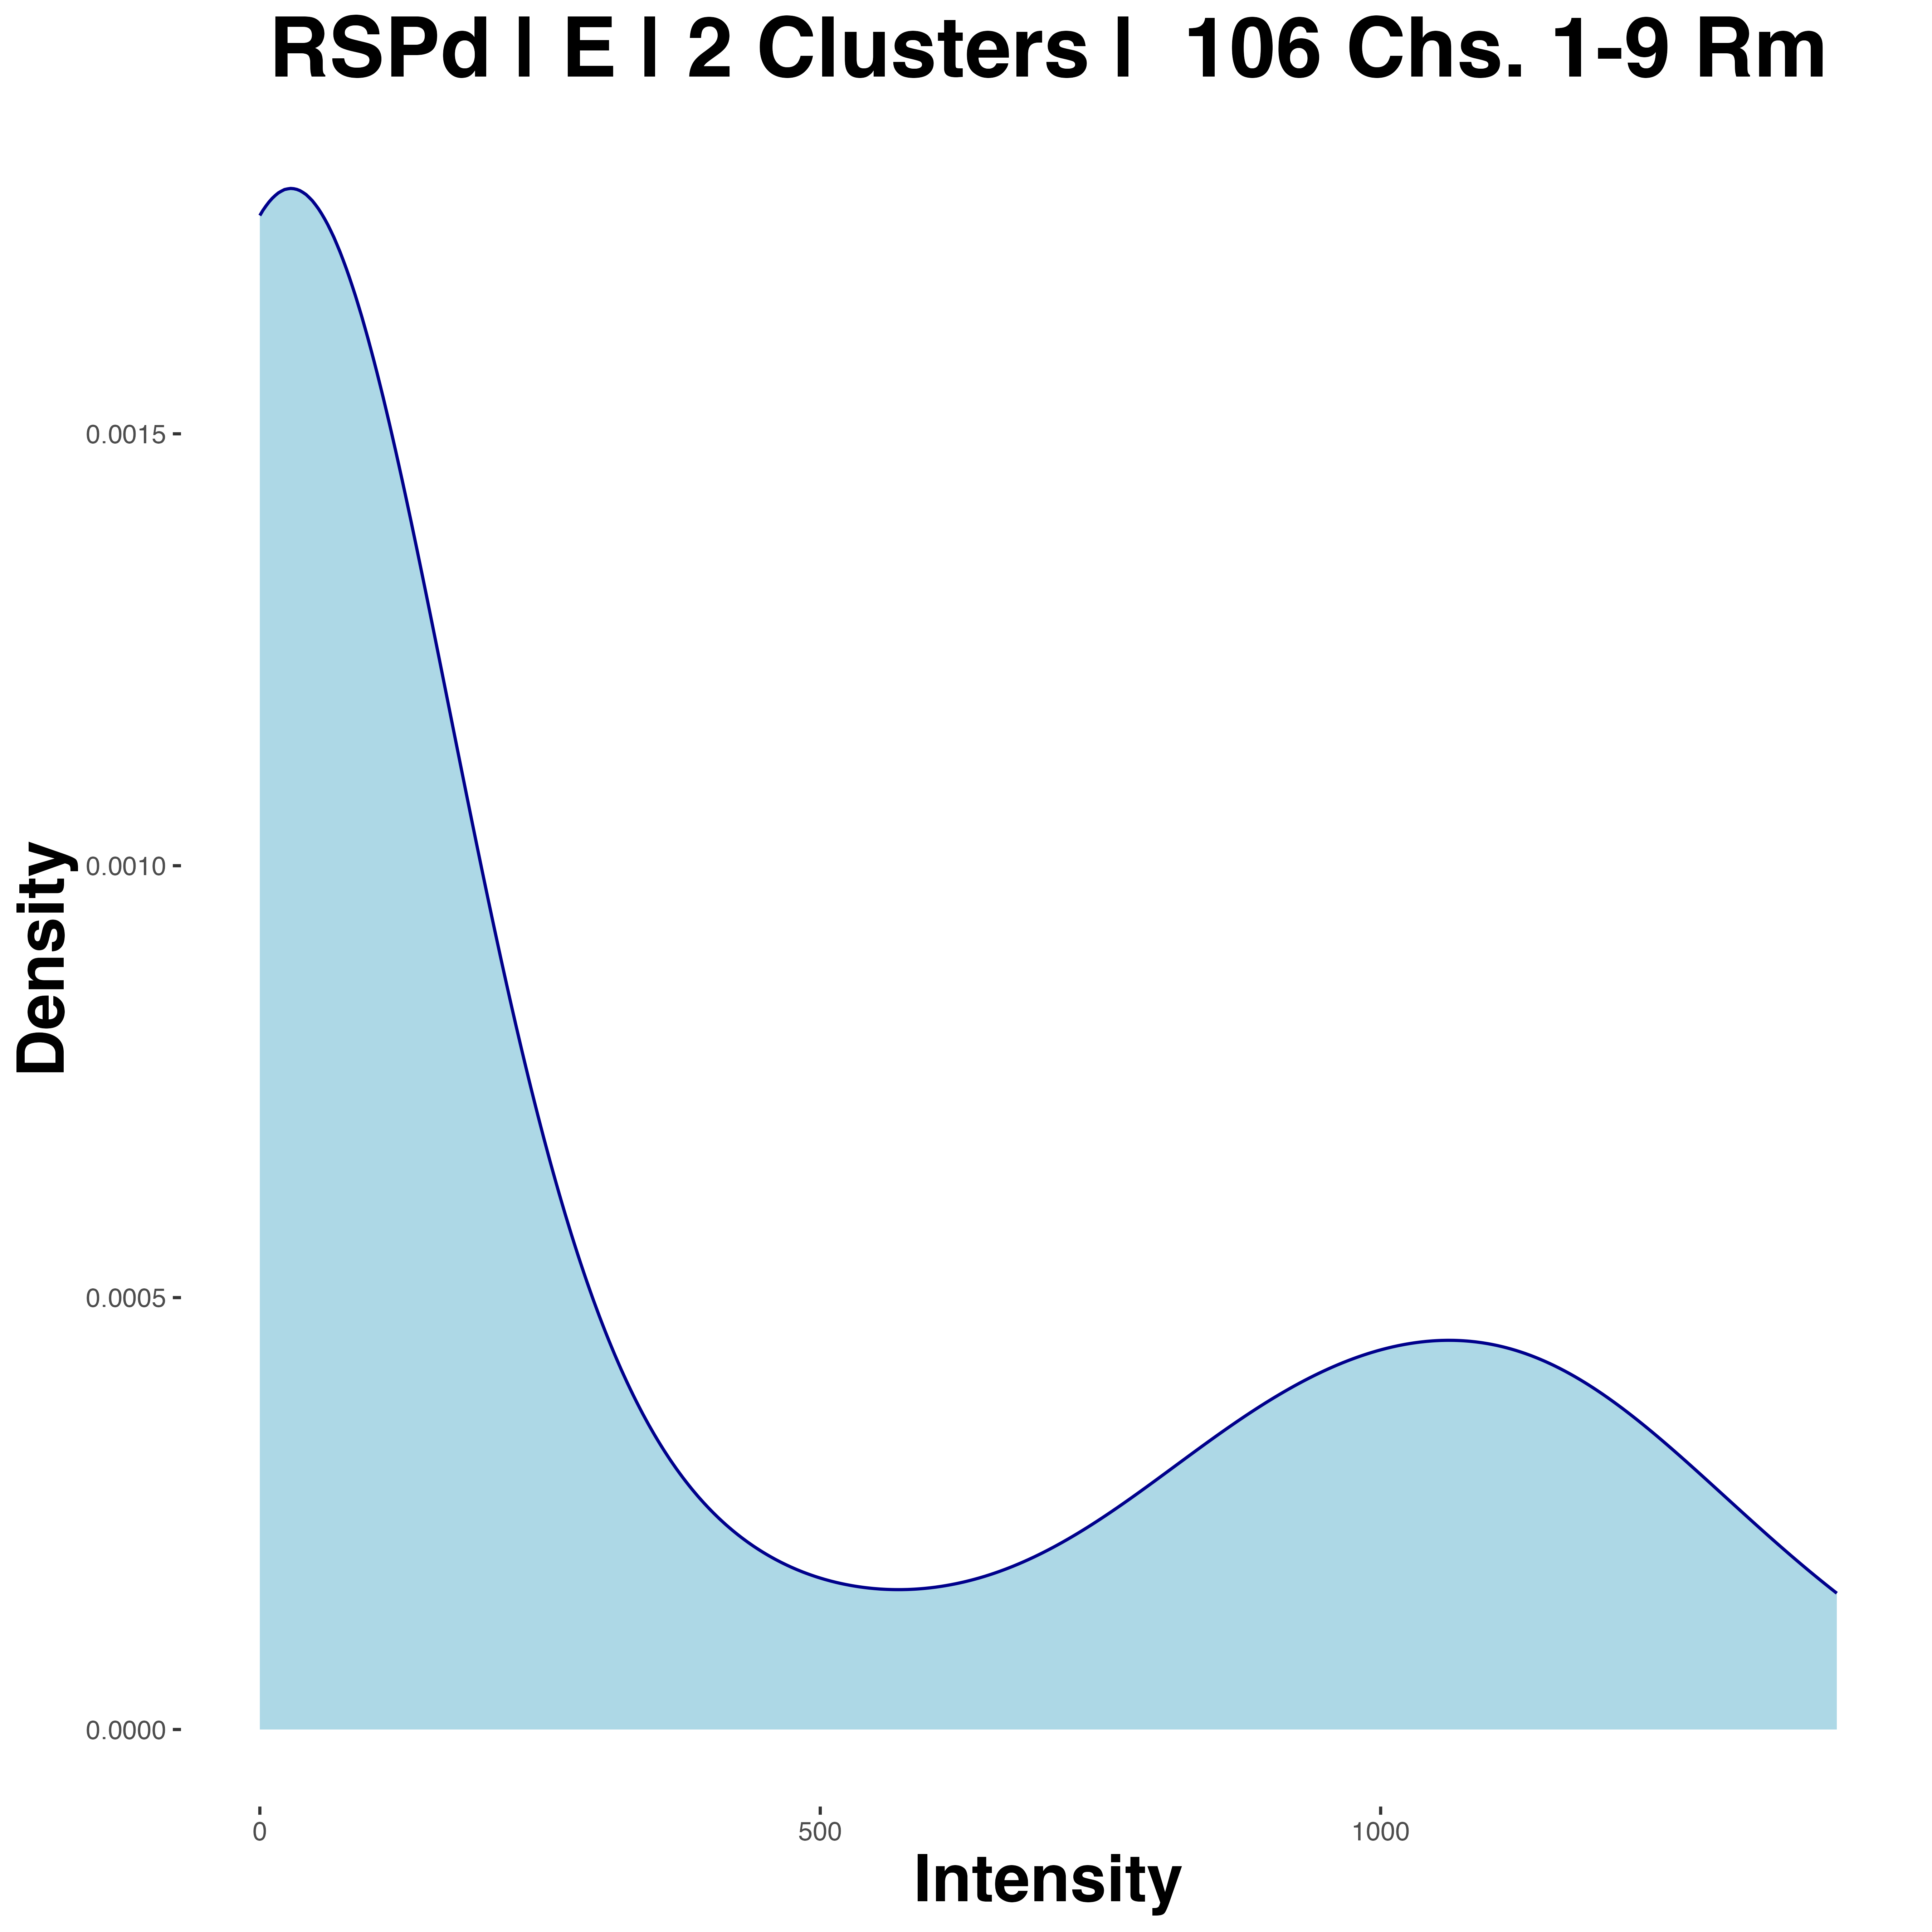 RSPd | E | 2 Clusters | 106 Chs. 1-9 Rm
Density
0.0015
0.0010
0.0005
0.0000
0
500
1000
Intensity